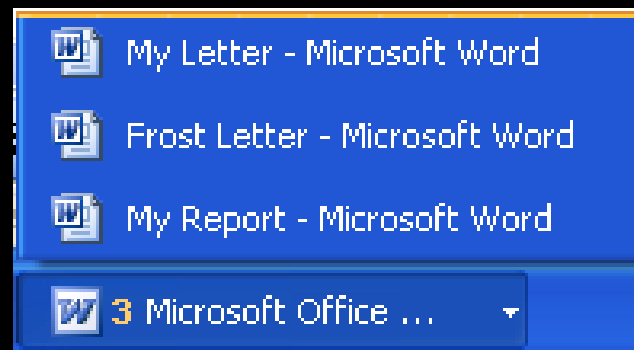 My Letter - Microsoft Word
Frost Letter - Microsoft Word
My Report - Microsoft Word
3 Microsoft Office ...